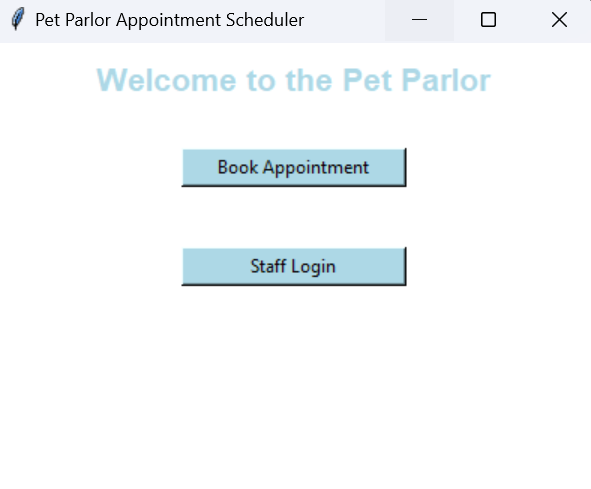 Pet Parlor Appointment Scheduler
Welcome to the Pet Parlor
Book Appointment
Staff Login